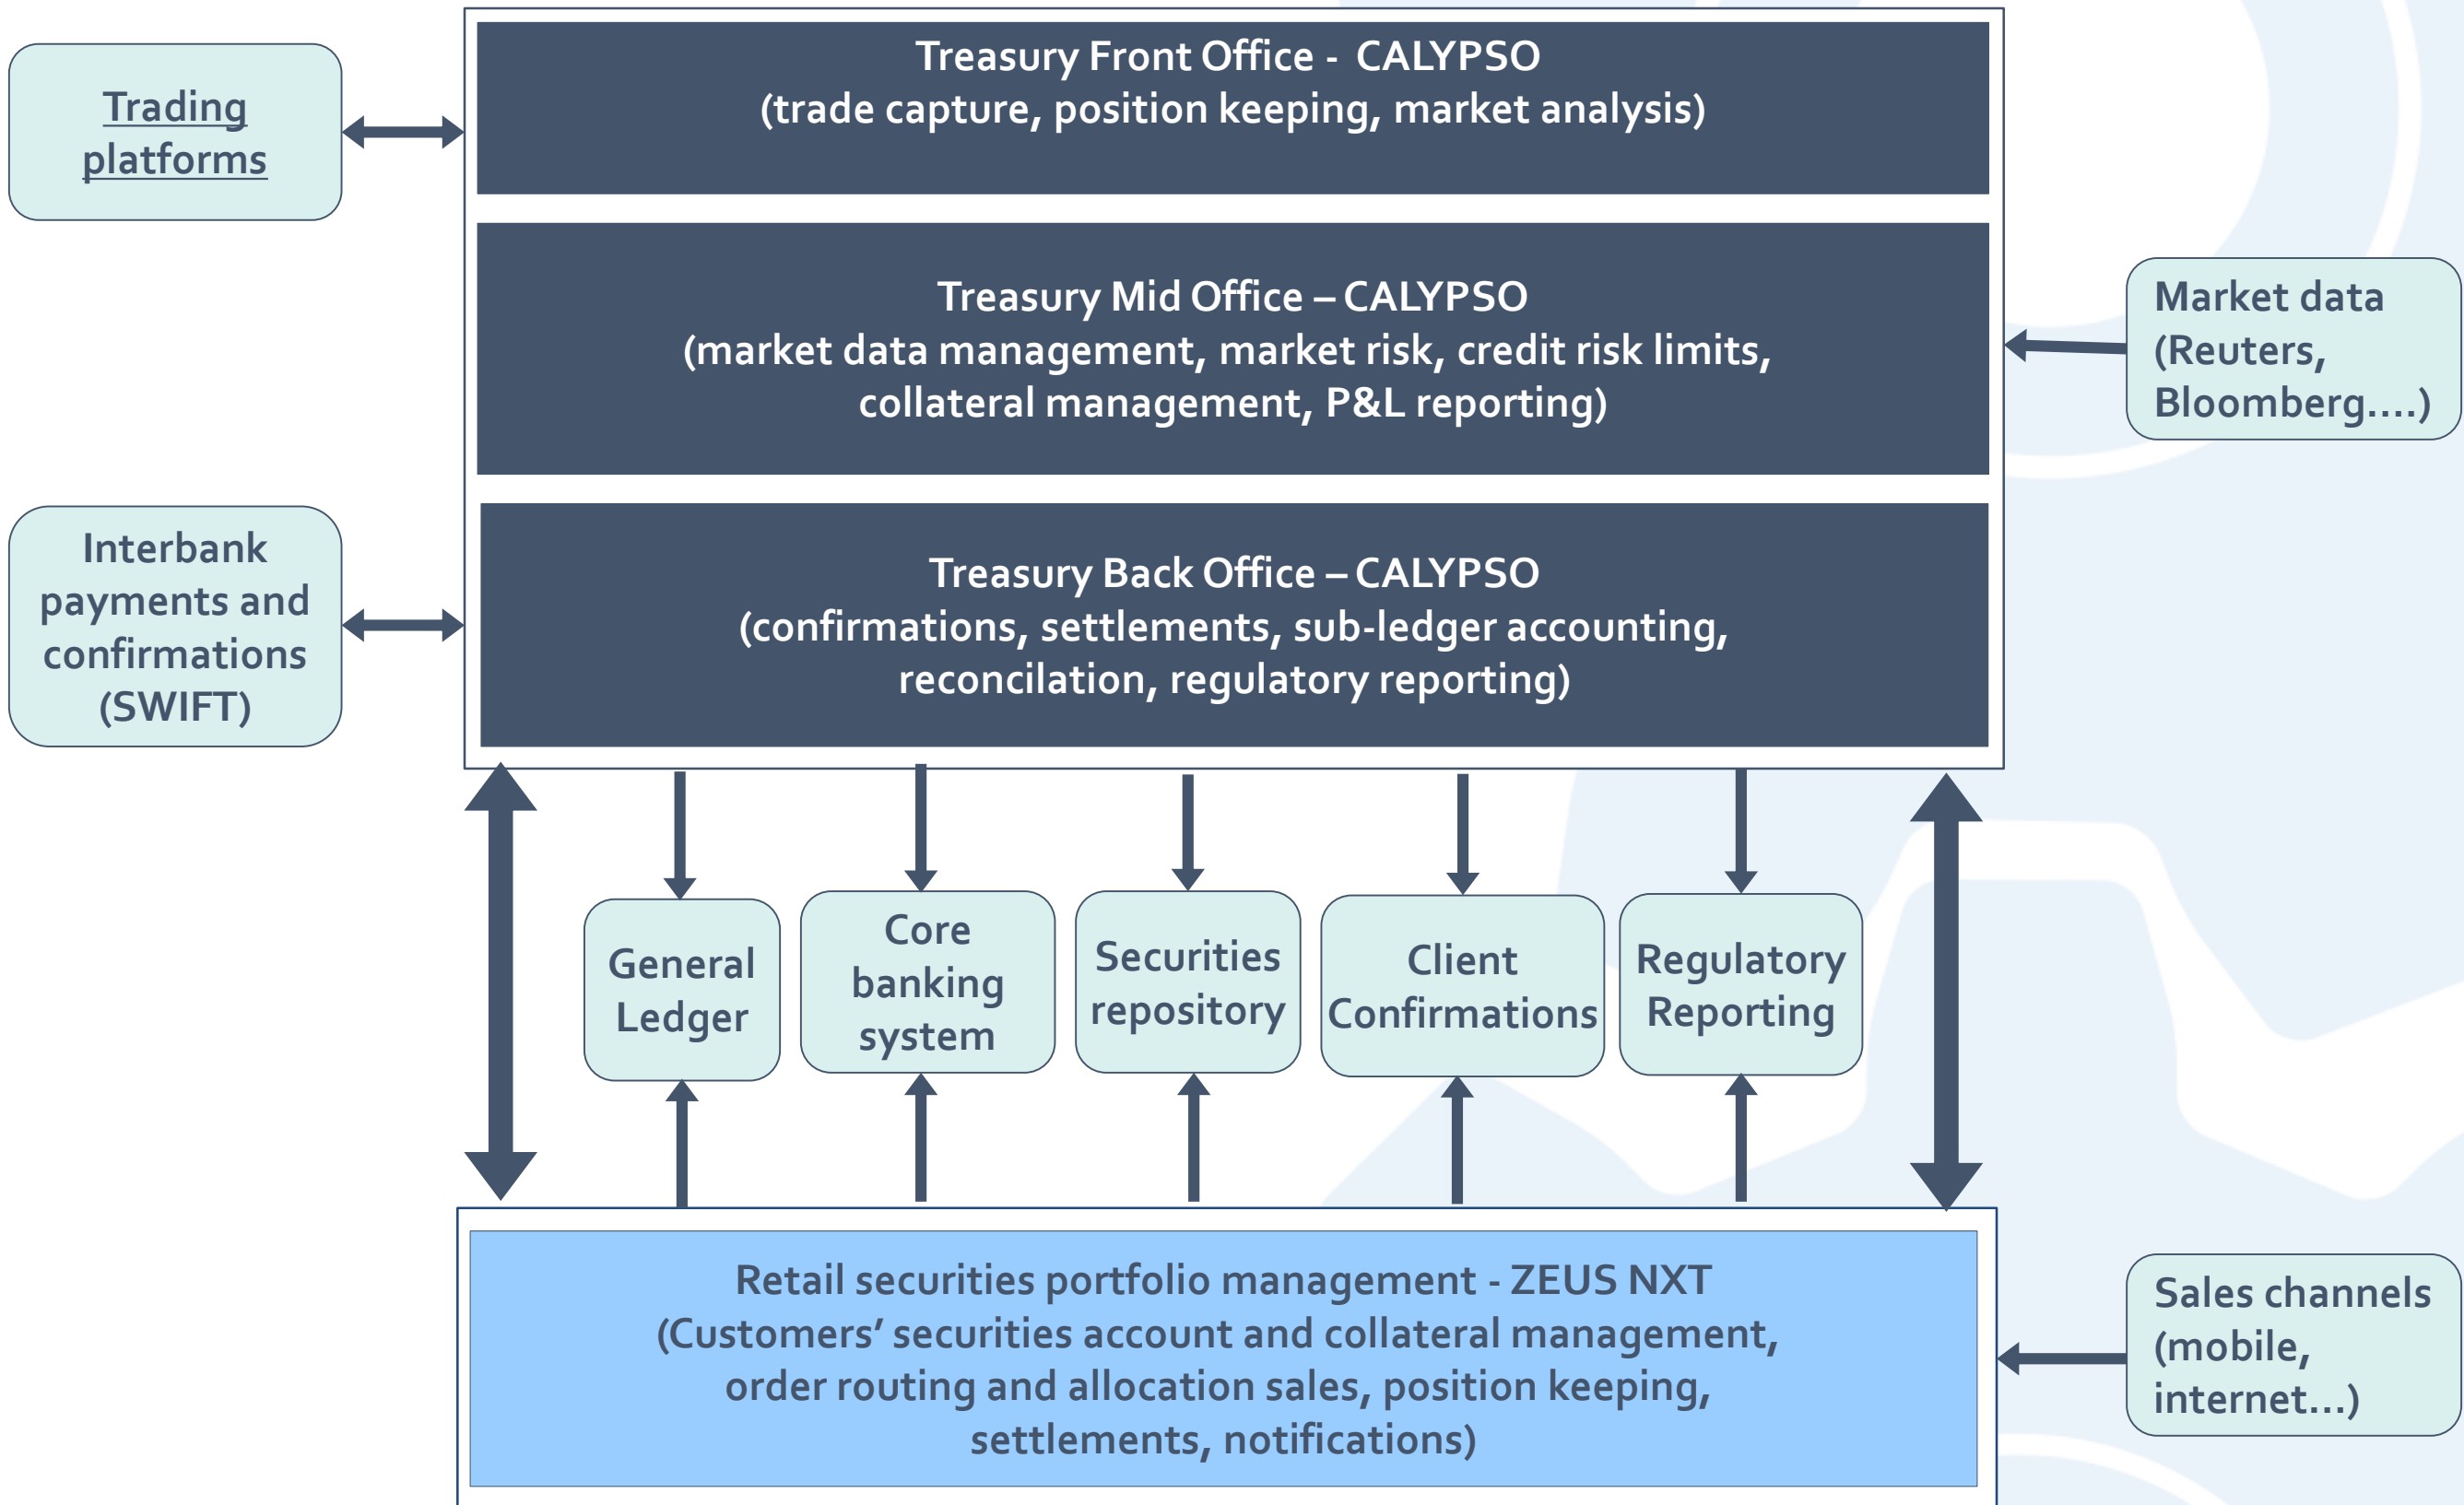 Treasury Front Office - CALYPSO
(trade capture, position keeping, market analysis)
Trading
platforms
Treasury Mid Office – CALYPSO
(market data management, market risk, credit risk limits,
collateral management, P&L reporting)
Market data
(Reuters,
Bloomberg....)
Interbank
payments and
confirmations
(SWIFT)
Treasury Back Office – CALYPSO
(confirmations, settlements, sub-ledger accounting,
reconcilation, regulatory reporting)
General
Ledger
Core
banking
system
Securities
repository
Client
Confirmations
Regulatory
Reporting
Retail securities portfolio management - ZEUS NXT
(Customers’ securities account and collateral management,
order routing and allocation sales, position keeping,
settlements, notifications)
Sales channels
(mobile,
internet...)